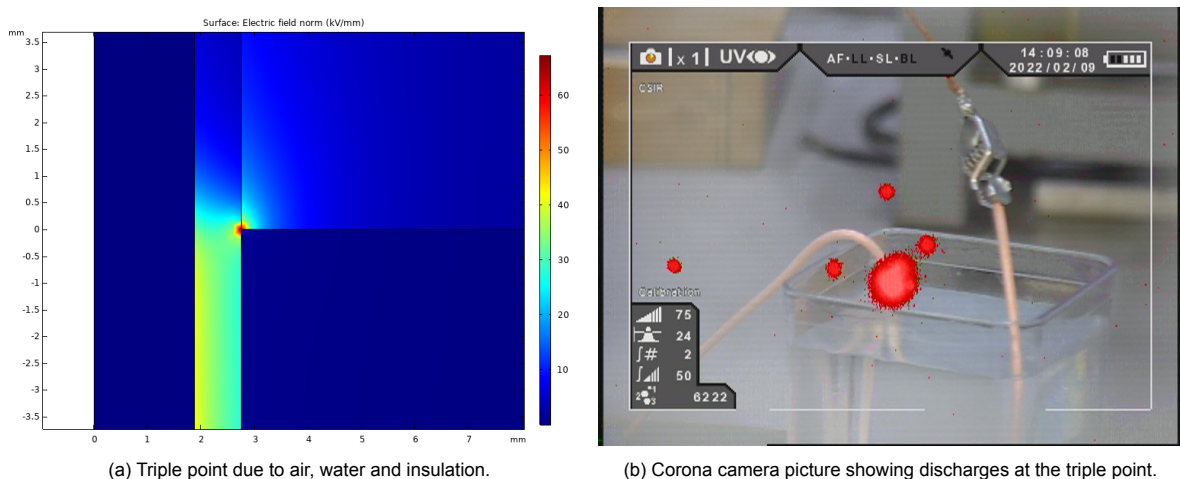 Surface: Electric field norm (kV/mm)
mm
3.5
3
2.5
2
1.5
1
0.5
0
-0.5
-1
-1.5
-2
-2.5
-3
-3.5
0 1 2 3 4 5 6 7 mm
60
50
40
30
20
10
(a) Triple point due to air, water and insulation.
x 1 UV
AF•LL•SL•BL
14:09:08
2022/02/09
CSIR
Calibration
75
24
∫# 2
∫ 50
2 1 3 6222
(b) Corona camera picture showing discharges at the triple point.